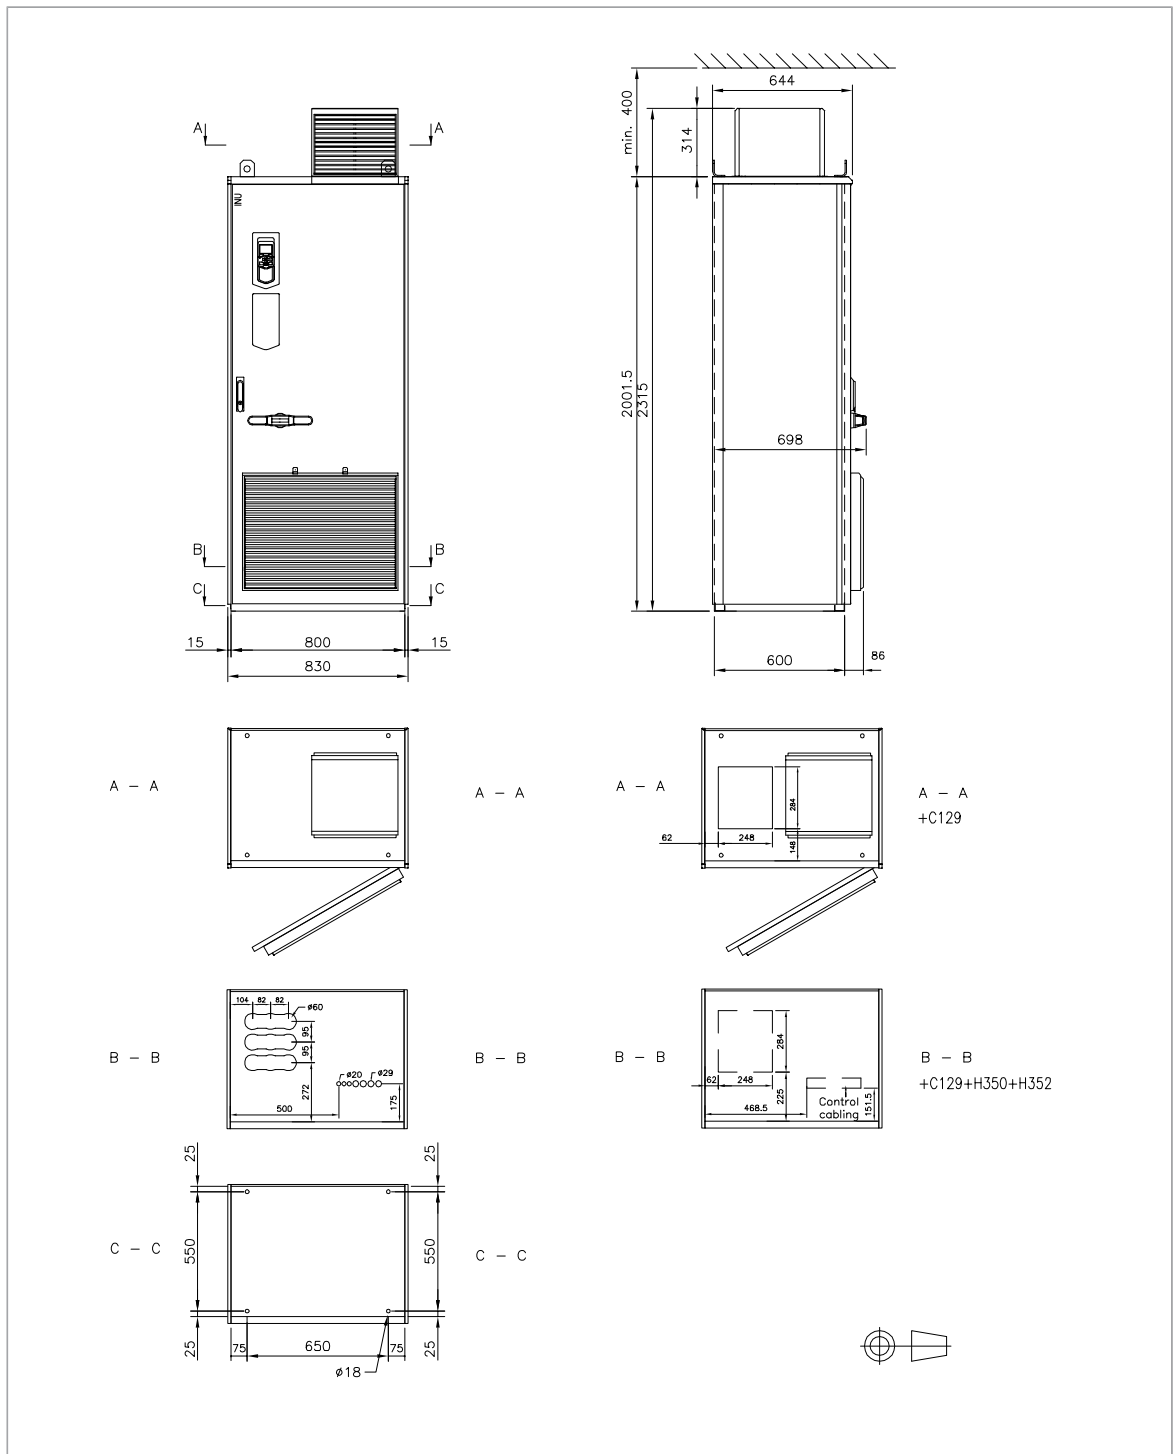 644
min. 400
314
A
A
INU
2001.5
2315
698
B
B
C
C
15
800
15
830
600
86
A – A
A – A
A – A
284
62
248
148
A – A
+C129
104
82
82
ø60
95
95
272
ø20
ø29
500
175
B – B
B – B
B – B
284
62
248
225
468.5
Control
cabling
151.5
B – B
+C129+H350+H352
25
25
C – C
550
550
C – C
25
25
75
650
75
ø18